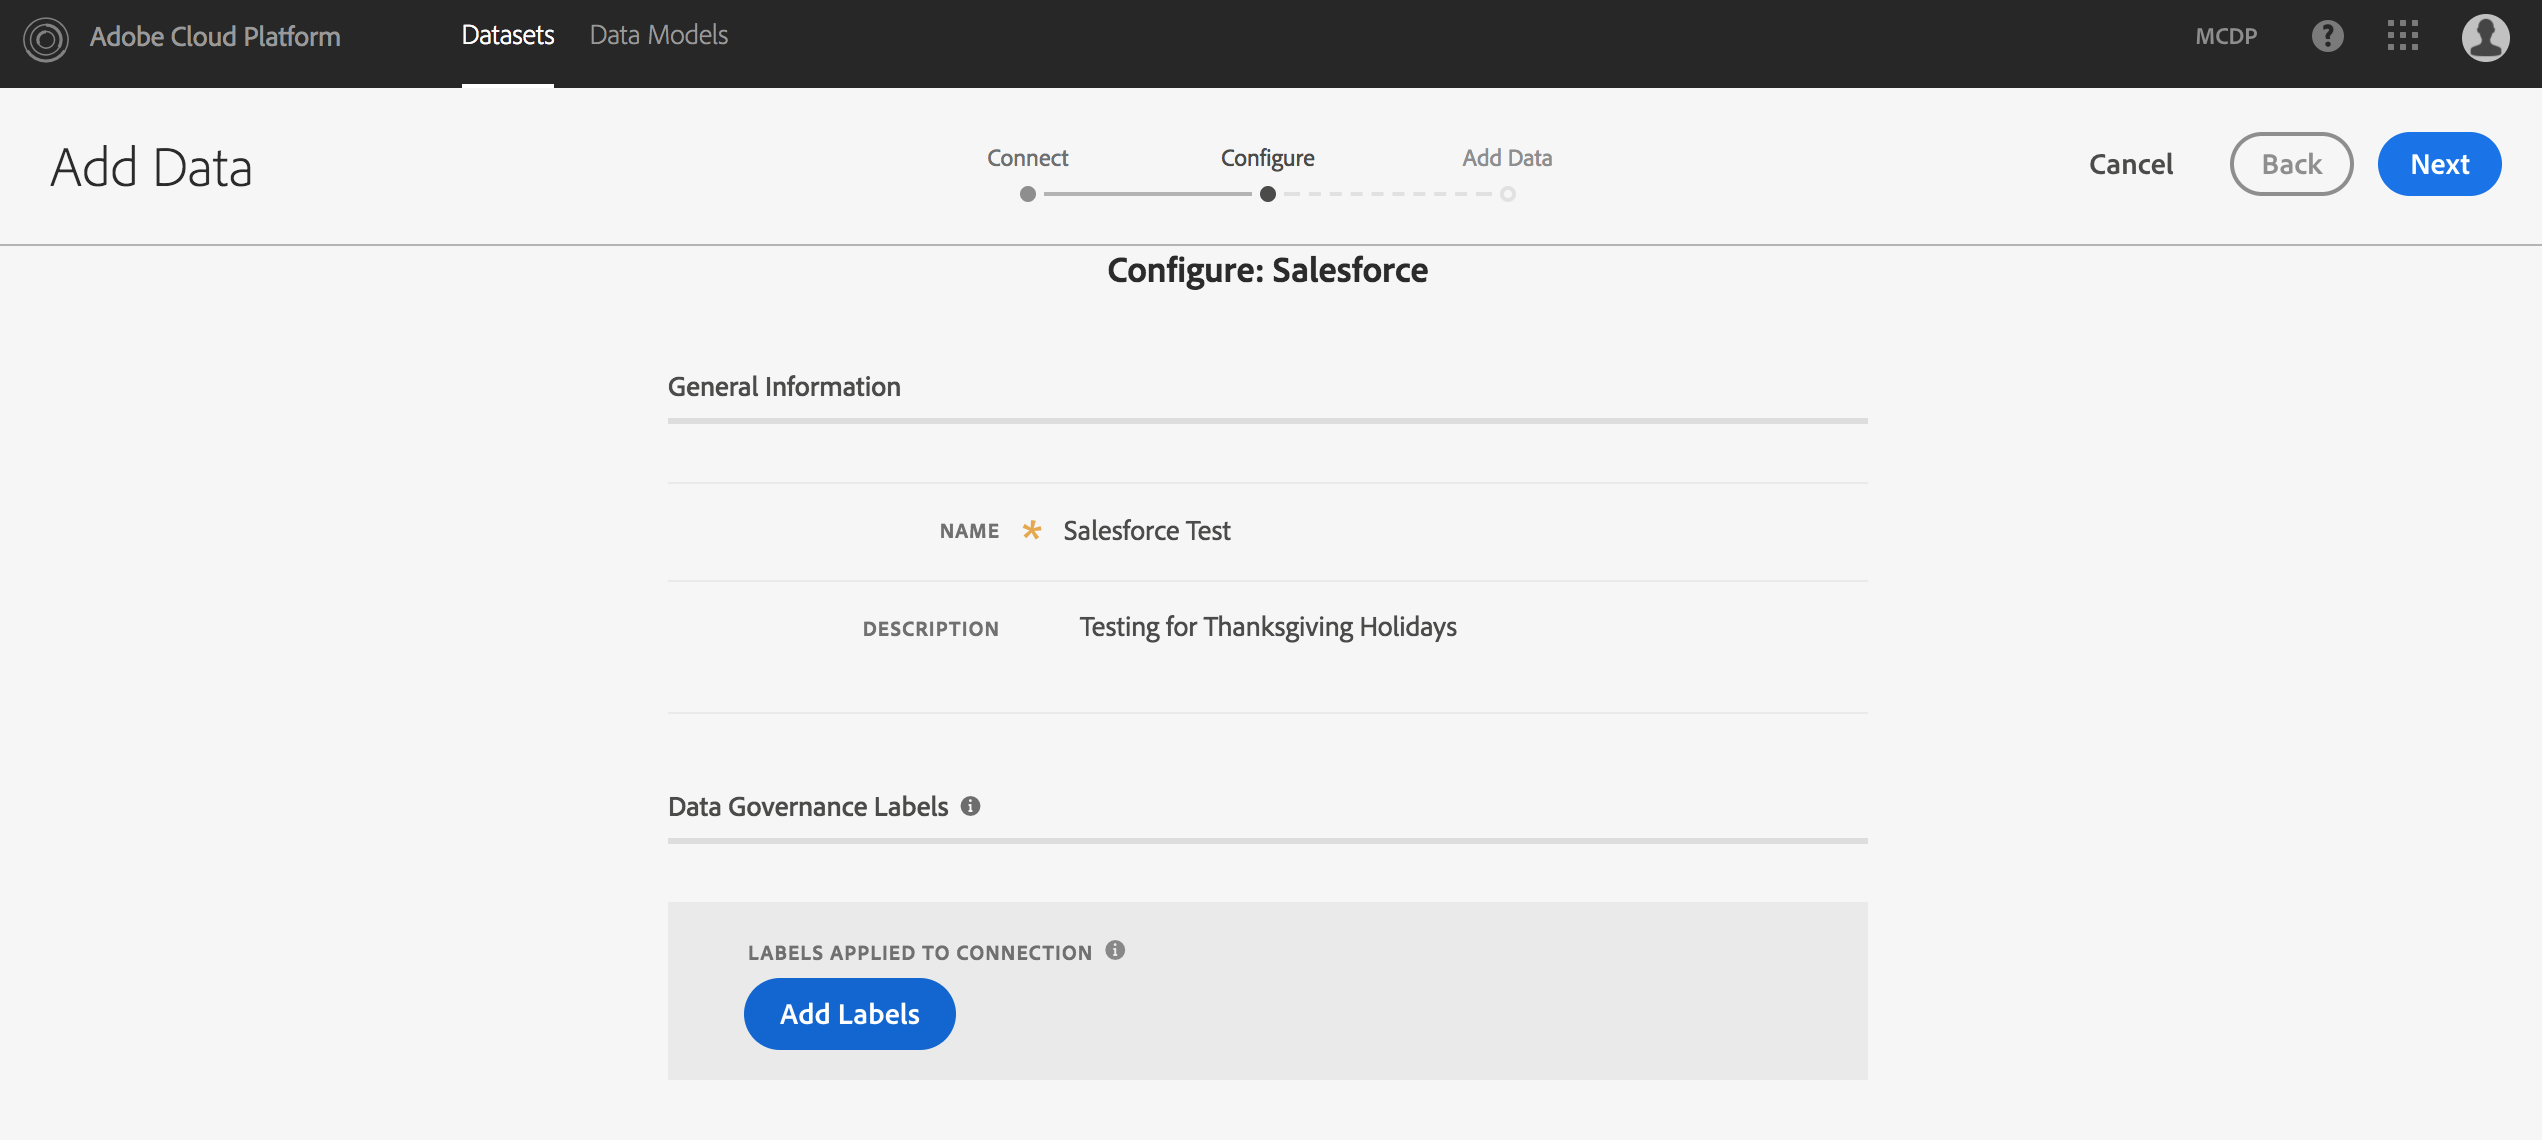 Adobe Cloud Platform
Datasets
Data Models
MCDP
?
Add Data
Connect
Configure
Add Data
Cancel
Back
Next
Configure: Salesforce
General Information
NAME * Salesforce Test
DESCRIPTION Testing for Thanksgiving Holidays
Data Governance Labels i
LABELS APPLIED TO CONNECTION i
Add Labels